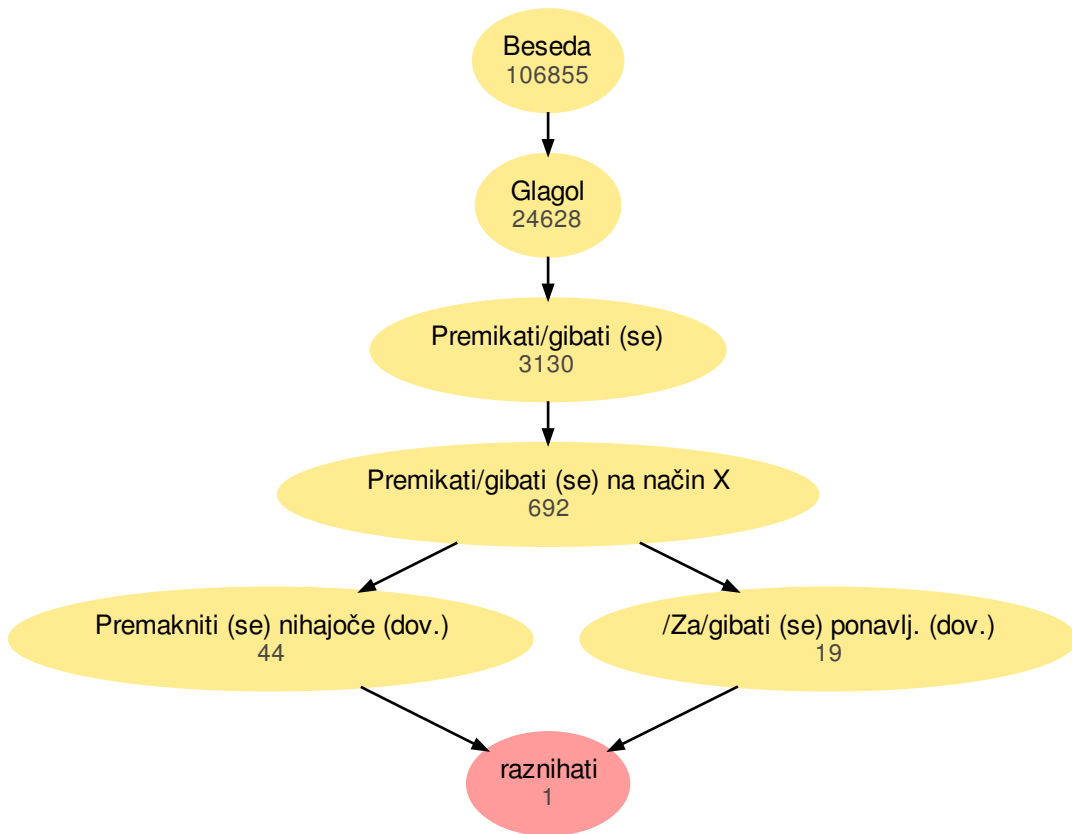 Beseda
106855
Glagol
24628
Premikati/gibati (se)
3130
Premikati/gibati (se) na način X
692
Premakniti (se) nihajoče (dov.)
44
/Za/gibati (se) ponavlj. (dov.)
19
raznihati
1